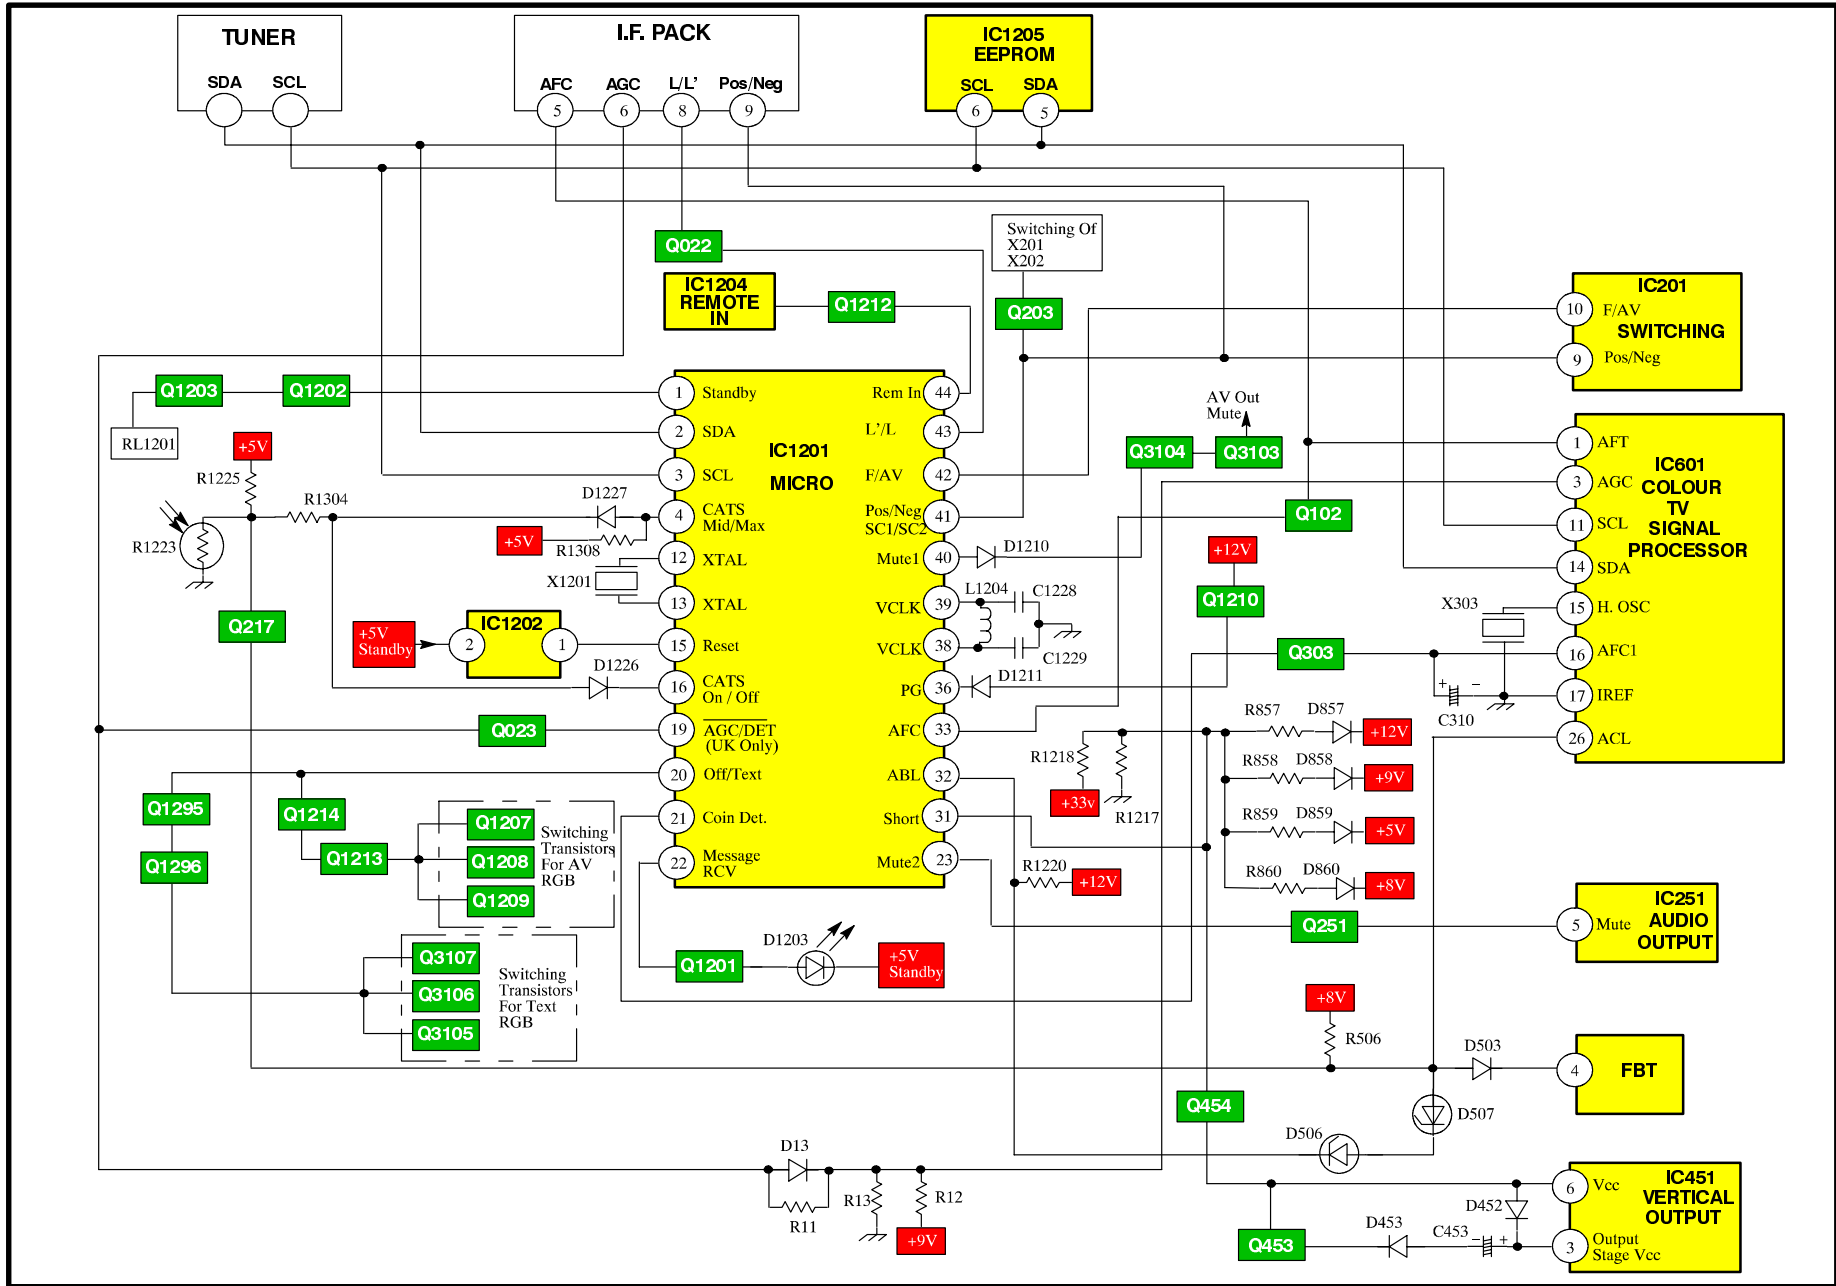 TUNER
SDA
SCL
I.F. PACK
AFC
AGC
L/L'
Pos/Neg
5
6
8
9
IC1205
EEPROM
SCL
SDA
6
5
Q022
Switching Of
X201
X202
IC1204
REMOTE
IN
Q1212
Q203
IC201
SWITCHING
10
F/AV
9
Pos/Neg
Q1203
Q1202
RL1201
+5V
R1225
R1304
R1223
D1227
+5V
R1308
X1201
Q217
+5V
Standby
2
IC1202
1
D1226
Q023
IC1201
MICRO
1
Standby
2
SDA
3
SCL
4
CATS
Mid/Max
12
XTAL
13
XTAL
15
Reset
16
CATS
On / Off
19
AGC/DET
(UK Only)
20
Off/Text
21
Coin Det.
22
Message
RCV
Rem In
44
L'/L
43
F/AV
42
Pos/Neg
SC1/SC2
41
Mute1
40
VCLK
39
VCLK
38
PG
36
AFC
33
ABL
32
Short
31
Mute2
23
AV Out
Mute
Q3104
Q3103
Q102
D1210
+12V
Q1210
L1204
C1228
C1229
D1211
Q303
X303
C310
+
−
IC601
COLOUR
TV
SIGNAL
PROCESSOR
1
AFT
3
AGC
11
SCL
14
SDA
15
H. OSC
16
AFC1
17
IREF
26
ACL
R1218
+33v
R1217
R857
D857
+12V
R858
D858
+9V
R859
D859
+5V
R860
D860
+8V
R1220
+12V
Q1295
Q1296
Q1214
Q1213
Q1207
Q1208
Q1209
Switching
Transistors
For AV
RGB
Q3107
Q3106
Q3105
Switching
Transistors
For Text
RGB
Q1201
D1203
+5V
Standby
Q251
IC251
AUDIO
OUTPUT
5
Mute
+8V
R506
D503
4
FBT
Q454
D507
D506
D13
R11
R13
R12
+9V
Q453
D453
C453
−
+
D452
IC451
VERTICAL
OUTPUT
6
Vcc
3
Output
Stage Vcc